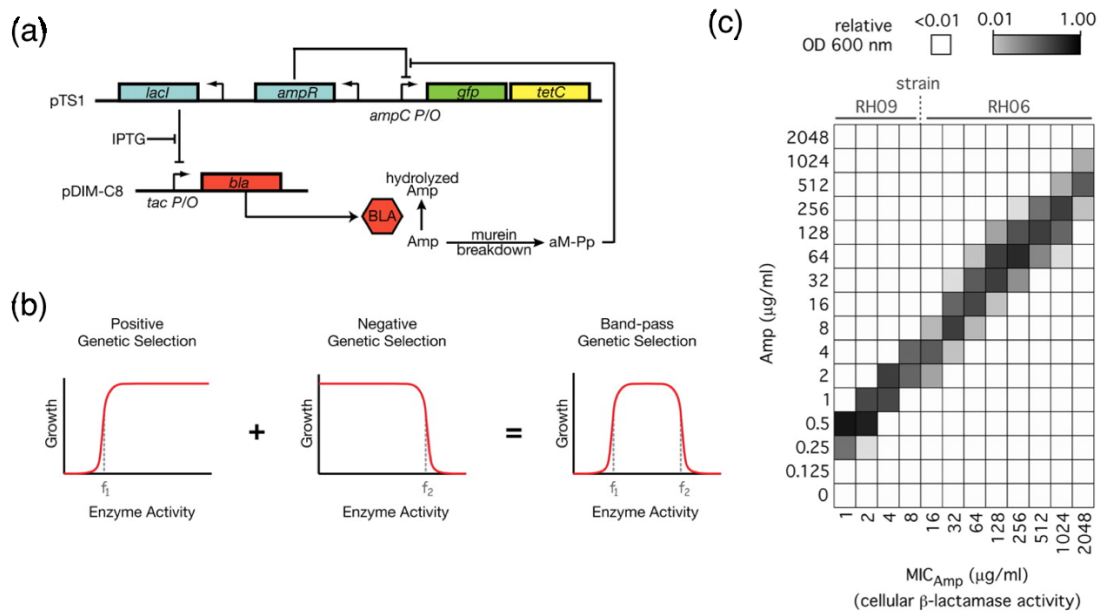 (a)
pTS1
lacI
ampR
gfp
tetC
ampC P/O
IPTG
pDIM-C8
bla
tac P/O
BLA
hydrolyzed
Amp
Amp
murein
breakdown
aM-Pp
(b)
Positive
Genetic Selection
Negative
Genetic Selection
Band-pass
Genetic Selection
Growth
f1
Enzyme Activity
+
Growth
f2
Enzyme Activity
=
Growth
f1
f2
Enzyme Activity
(c)
relative
OD 600 nm
<0.01
0.01
1.00
strain
RH09
RH06
Amp (µg/ml)
2048
1024
512
256
128
64
32
16
8
4
2
1
0.5
0.25
0.125
0
1
2
4
8
16
32
64
128
256
512
1024
2048
MICAmp (µg/ml)
(cellular β-lactamase activity)